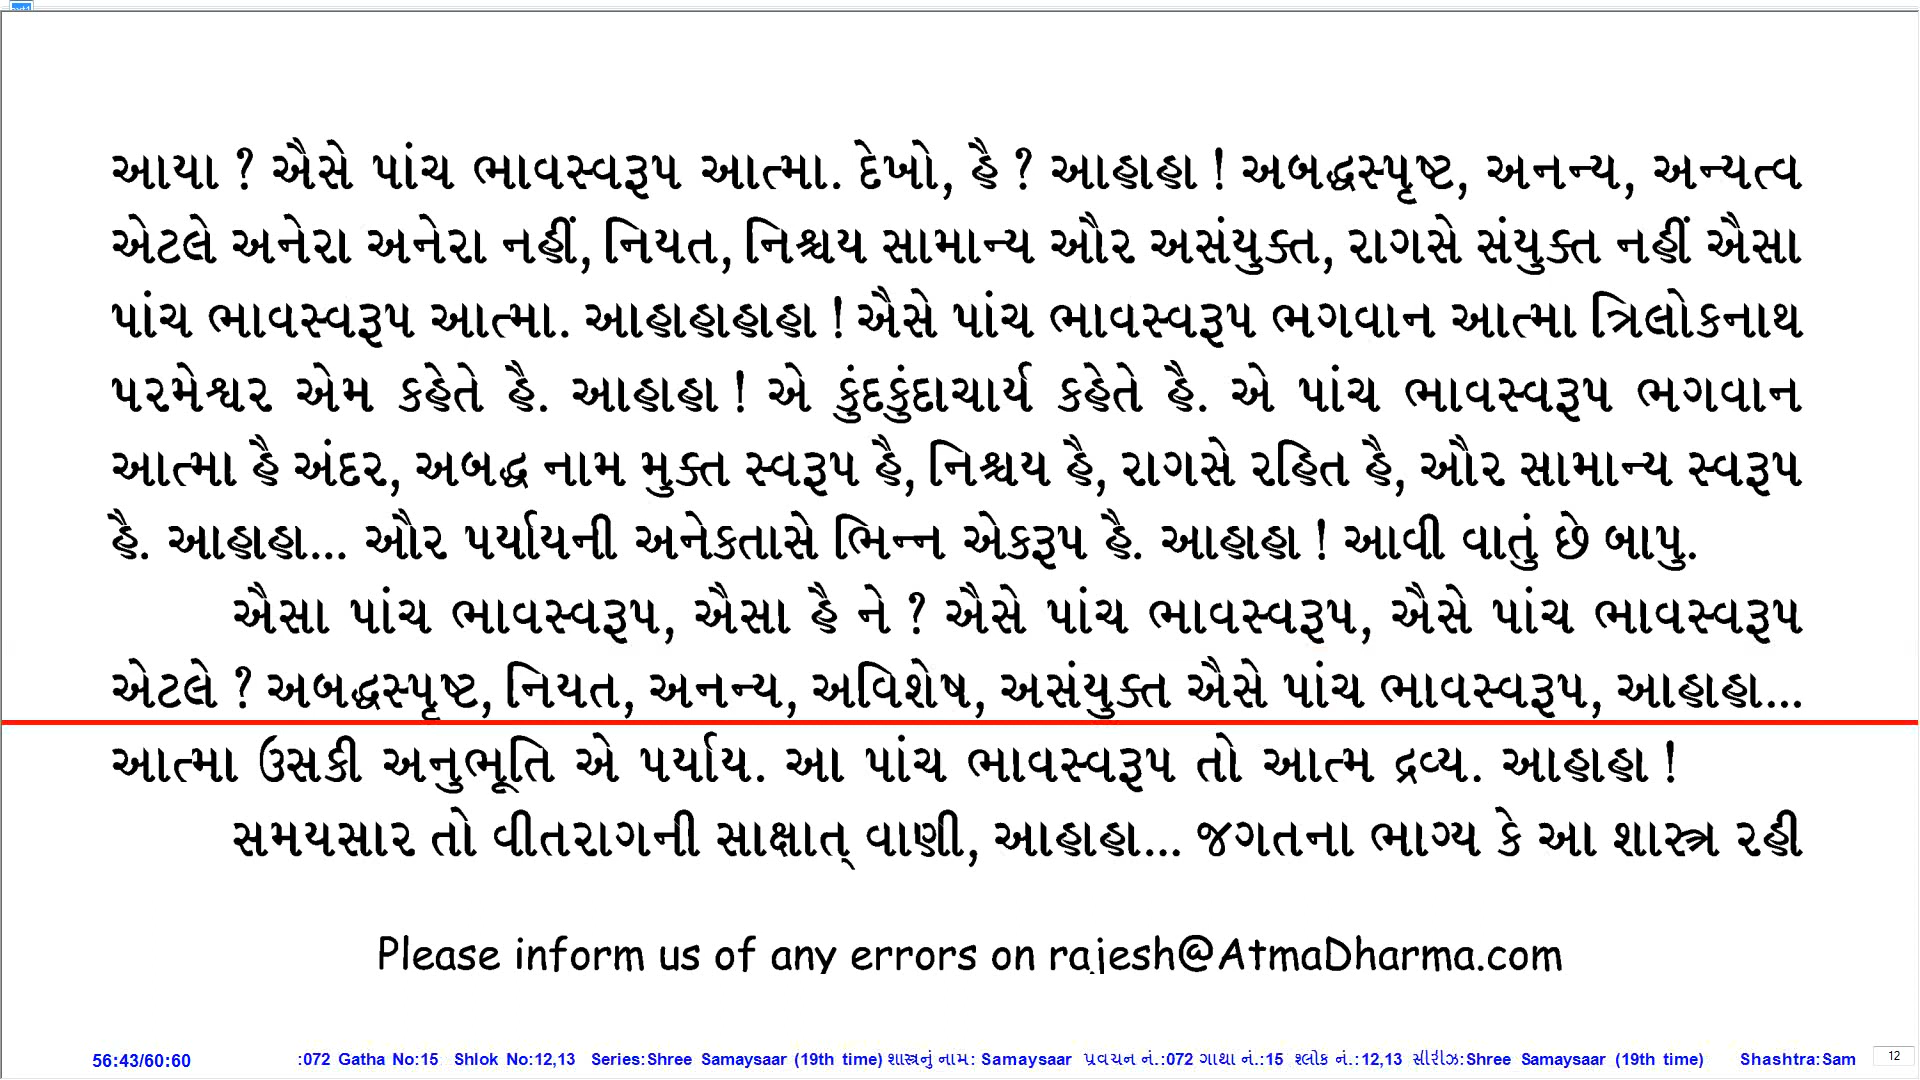 આયા ? ઐસે પાંચ ભાવસ્વરૂપ આત્મા. દેખો, હૈ ? આહાહા ! અબદ્ધસ્પૃષ્ટ, અનન્ય, અન્યત્વ
એટલે અનેરા અનેરા નહીં, નિયત, નિશ્ચય સામાન્ય ઔર અસંયુક્ત, રાગસે સંયુક્ત નહીં ઐસા
પાંચ ભાવસ્વરૂપ આત્મા. આહાહાહાહા ! ઐસે પાંચ ભાવસ્વરૂપ ભગવાન આત્મા ત્રિલોકનાથ
પરમેશ્વર એમ કહેતે હૈ. આહાહા ! એ કુંદકુંદાચાર્ય કહેતે હૈ. એ પાંચ ભાવસ્વરૂપ ભગવાન
આત્મા હૈ અંદર, અબદ્ધ નામ મુક્ત સ્વરૂપ હૈ, નિશ્ચય હૈ, રાગસે રહિત હૈ, ઔર સામાન્ય સ્વરૂપ
હૈ. આહાહા... ઔર પર્યાયની અનેકતાસે ભિન્ન એકરૂપ હૈ. આહાહા ! આવી વાતું છે બાપુ.
ઐસા પાંચ ભાવસ્વરૂપ, ઐસા હૈ ને ? ઐસે પાંચ ભાવસ્વરૂપ, ઐસે પાંચ ભાવસ્વરૂપ
એટલે ? અબદ્ધસ્પૃષ્ટ, નિયત, અનન્ય, અવિશેષ, અસંયુક્ત ઐસે પાંચ ભાવસ્વરૂપ, આહાહા...
આત્મા ઉસકી અનુભૂતિ એ પર્યાય. આ પાંચ ભાવસ્વરૂપ તો આત્મ દ્રવ્ય. આહાહા !
સમયસાર તો વીતરાગની સાક્ષાત્ વાણી, આહાહા... જગતના ભાગ્ય કે આ શાસ્ત્ર રહી
Please inform us of any errors on rajesh@AtmaDharma.com
56:43/60:60 :072 Gatha No:15 Shlok No:12,13 Series:Shree Samaysaar (19th time) શાસ્ત્રનું નામ: Samaysaar પ્રવચન નં.:072 ગાથા નં.:15 શ્લોક નં.:12,13 સીરીઝ:Shree Samaysaar (19th time) Shashtra:Sam 12